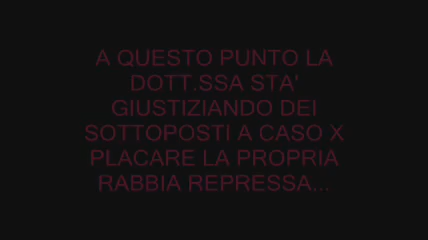 A QUESTO PUNTO LA
DOTT.SSA STA'
GIUSTIZIANDO DEI
SOTTOPOSTI A CASO X
PLACARE LA PROPRIA
RABBIA REPRESSA...